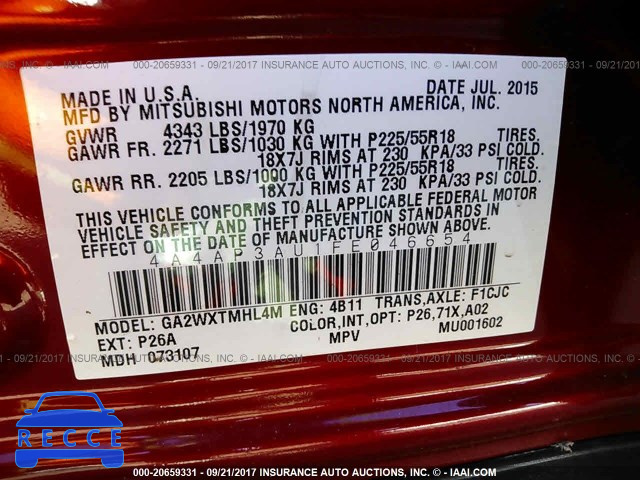 000-20659331 - 09/21/2017 INSURANCE AUTO AUCTIONS, INC. - © IAAI.COM
MADE IN U.S.A. DATE JUL. 2015
MFD BY MITSUBISHI MOTORS NORTH AMERICA, INC.
GVWR 4343 LBS/1970 KG
GAWR FR. 2271 LBS/1030 KG WITH P225/55R18 TIRES,
18X7J RIMS AT 230 KPA/33 PSI COLD.
GAWR RR. 2205 LBS/1000 KG WITH P225/55R18 TIRES,
18X7J RIMS AT 230 KPA/33 PSI COLD.
THIS VEHICLE CONFORMS TO ALL APPLICABLE FEDERAL MOTOR
VEHICLE SAFETY AND THEFT PREVENTION STANDARDS IN
EFFECT ON THE DATE OF MANUFACTURE SHOWN ABOVE.
4A4AP3AU1FE046654
MODEL: GA2WXTMHL4M ENG: 4B11 TRANS,AXLE: F1CJC
EXT: P26A COLOR,INT,OPT: P26,71X,A02
MDH 073107 MPV MU001602
000-20659331 - 09/21/2017 INSURANCE AUTO AUCTIONS, INC. - © IAAI.COM
RECCE
000-20659331 - 09/21/2017 INSURANCE AUTO AUCTIONS, INC. - © IAAI.COM